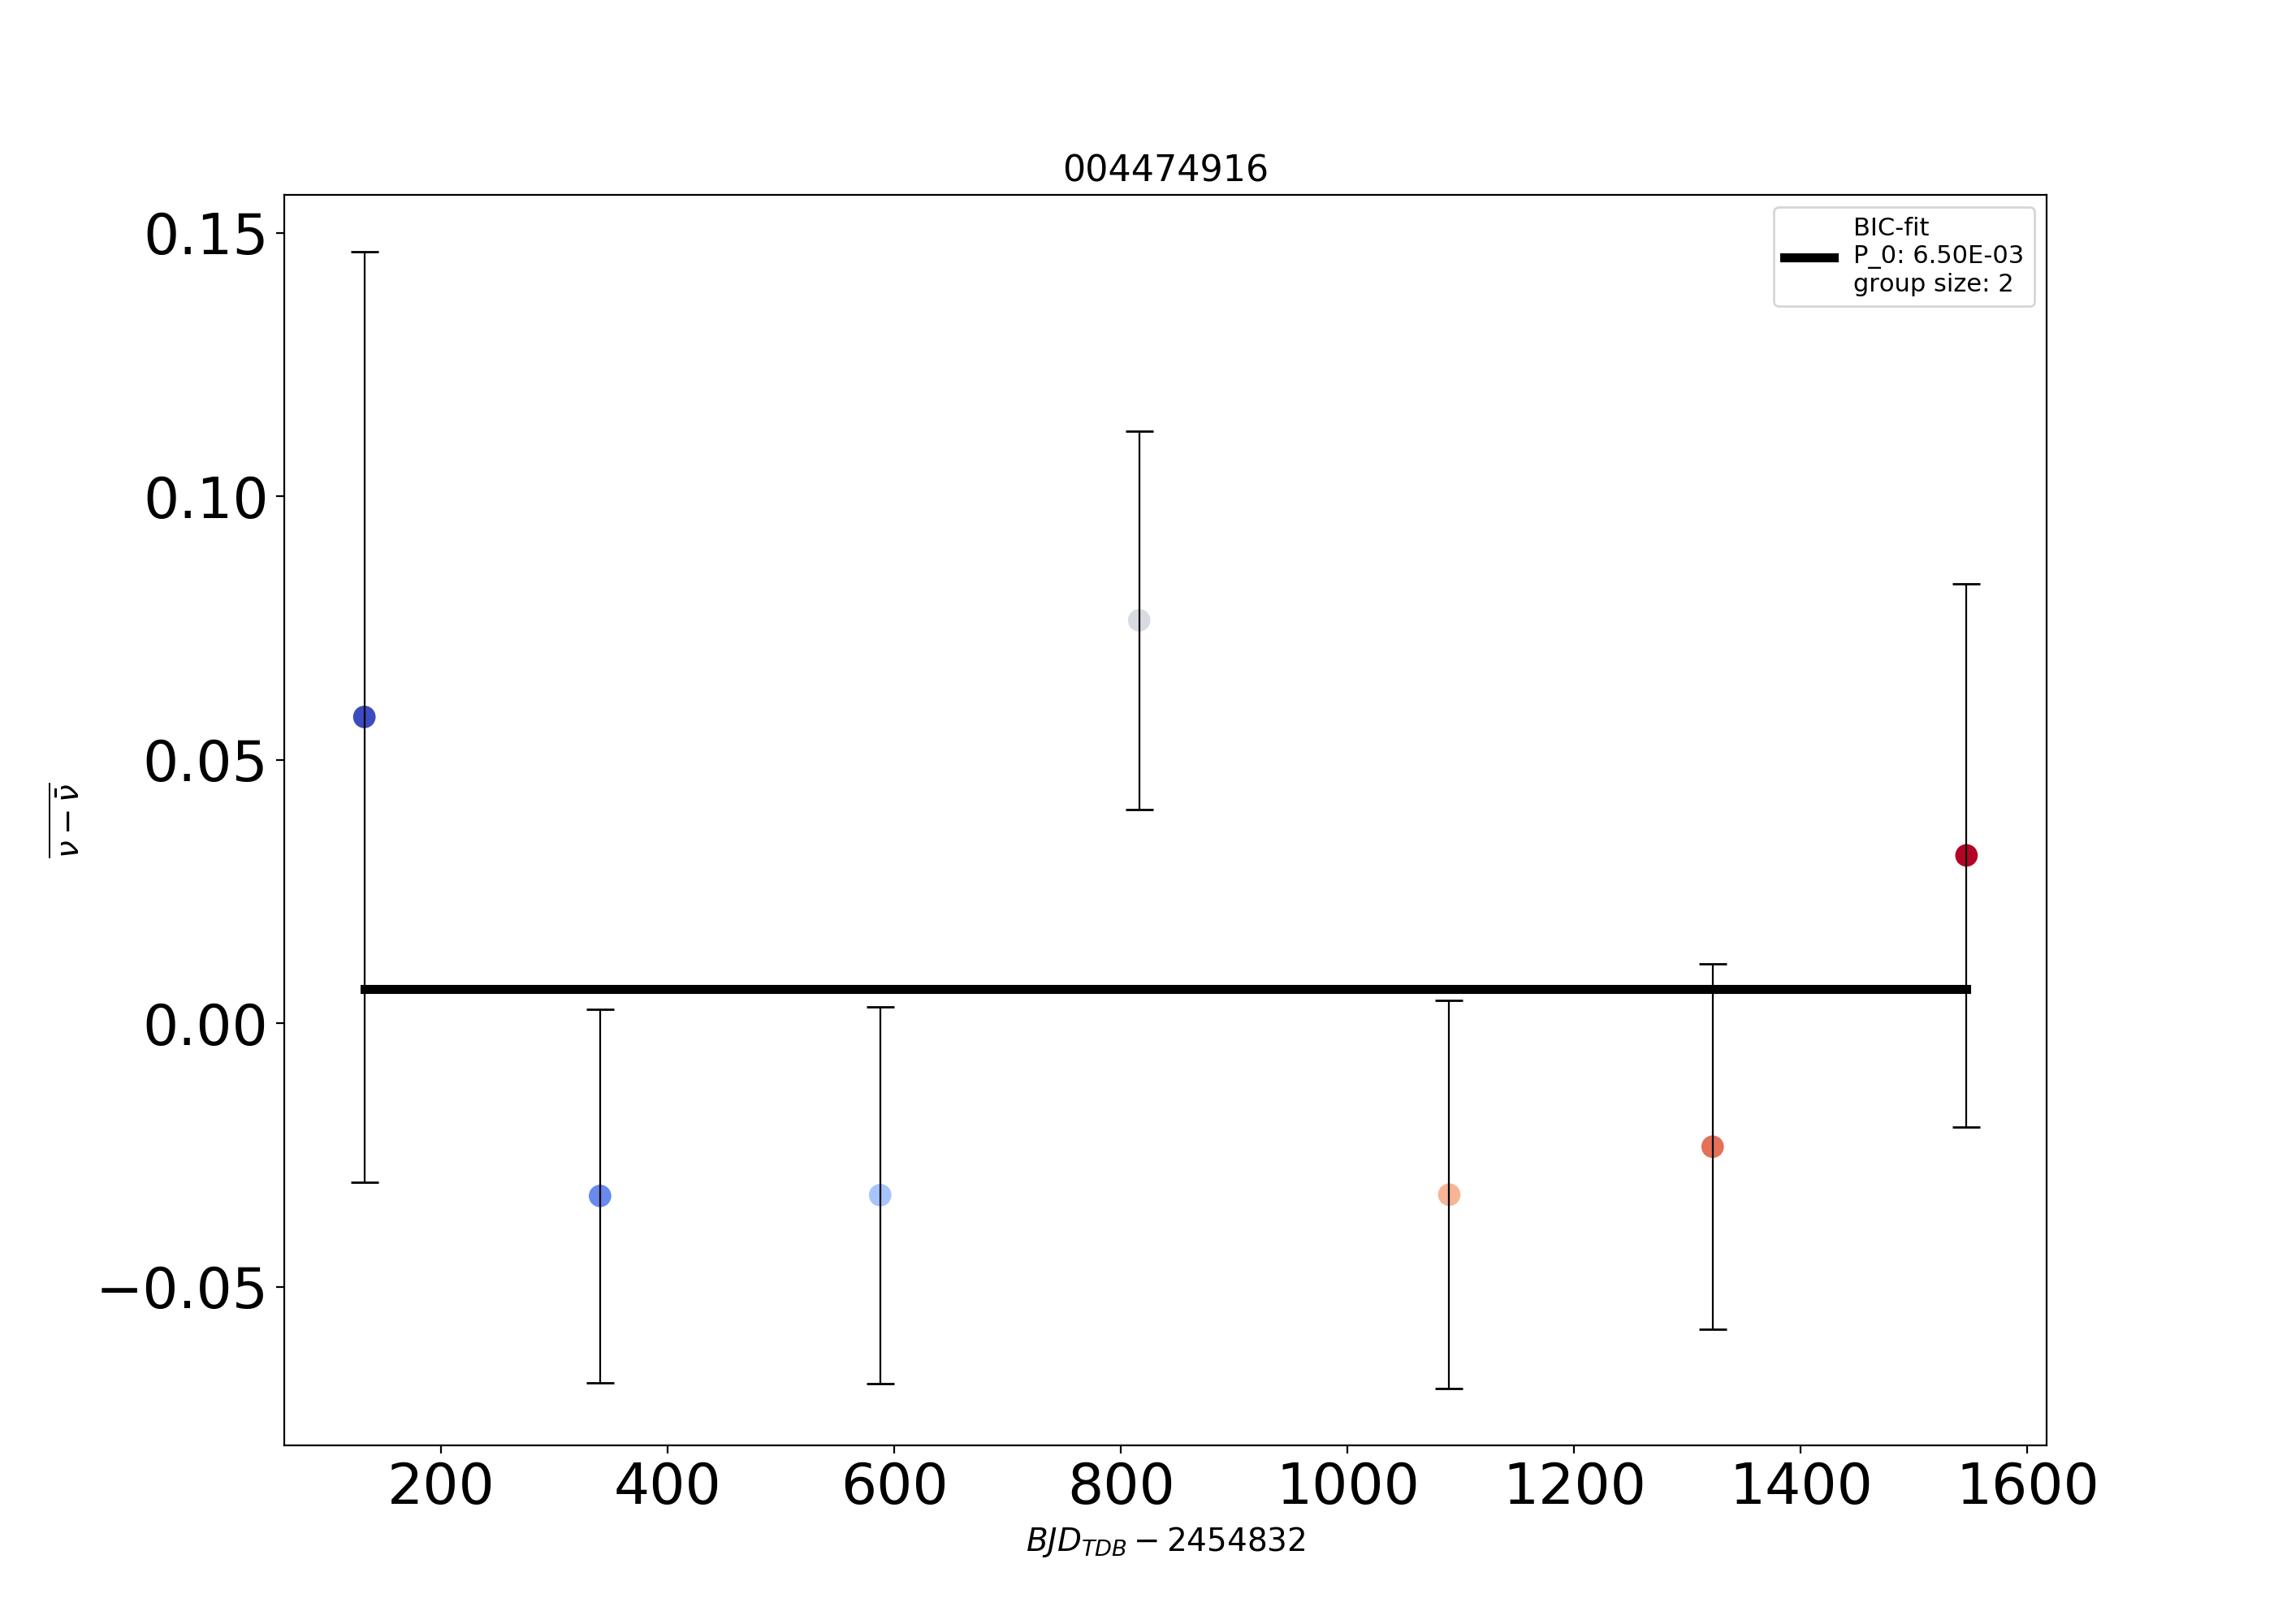 004474916
BIC-fit
P_0: 6.50E-03
group size: 2
0.15
0.10
0.05
0.00
−0.05
ν − ν̄
200 400 600 800 1000 1200 1400 1600
BJD_TDB − 2454832